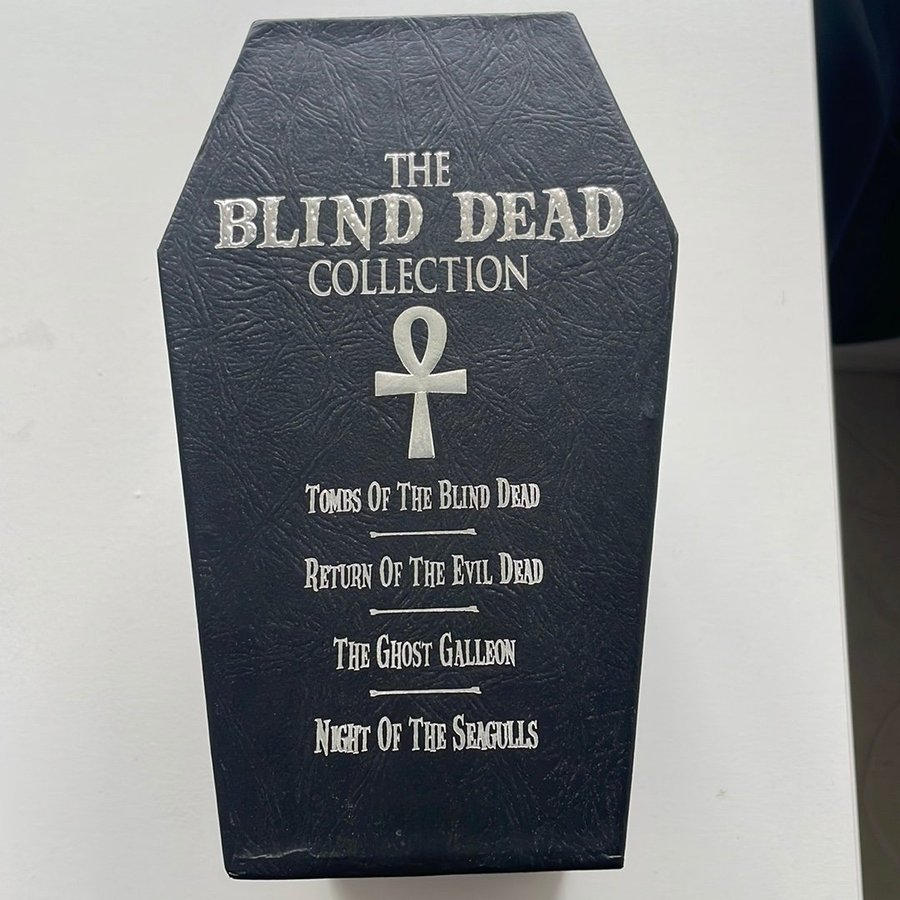 THE
BLIND DEAD
COLLECTION
TOMBS OF THE BLIND DEAD
RETURN OF THE EVIL DEAD
THE GHOST GALLEON
NIGHT OF THE SEAGULLS